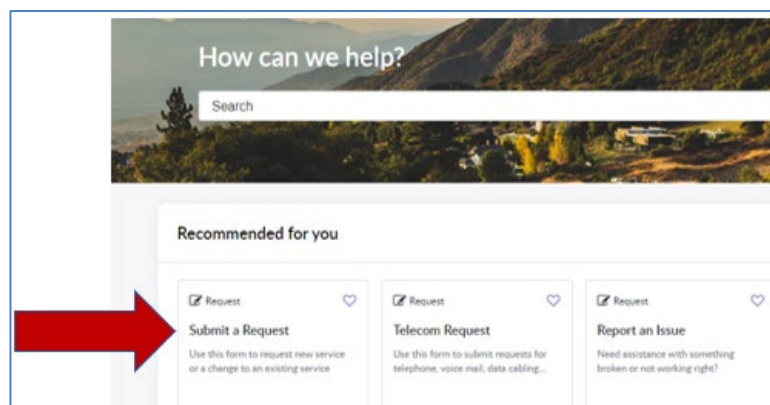 How can we help?
Search
Recommended for you
Request
Submit a Request
Use this form to request new service
or a change to an existing service
Request
Telecom Request
Use this form to submit requests for
telephone, voice mail, data cabling...
Request
Report an Issue
Need assistance with something
broken or not working right?